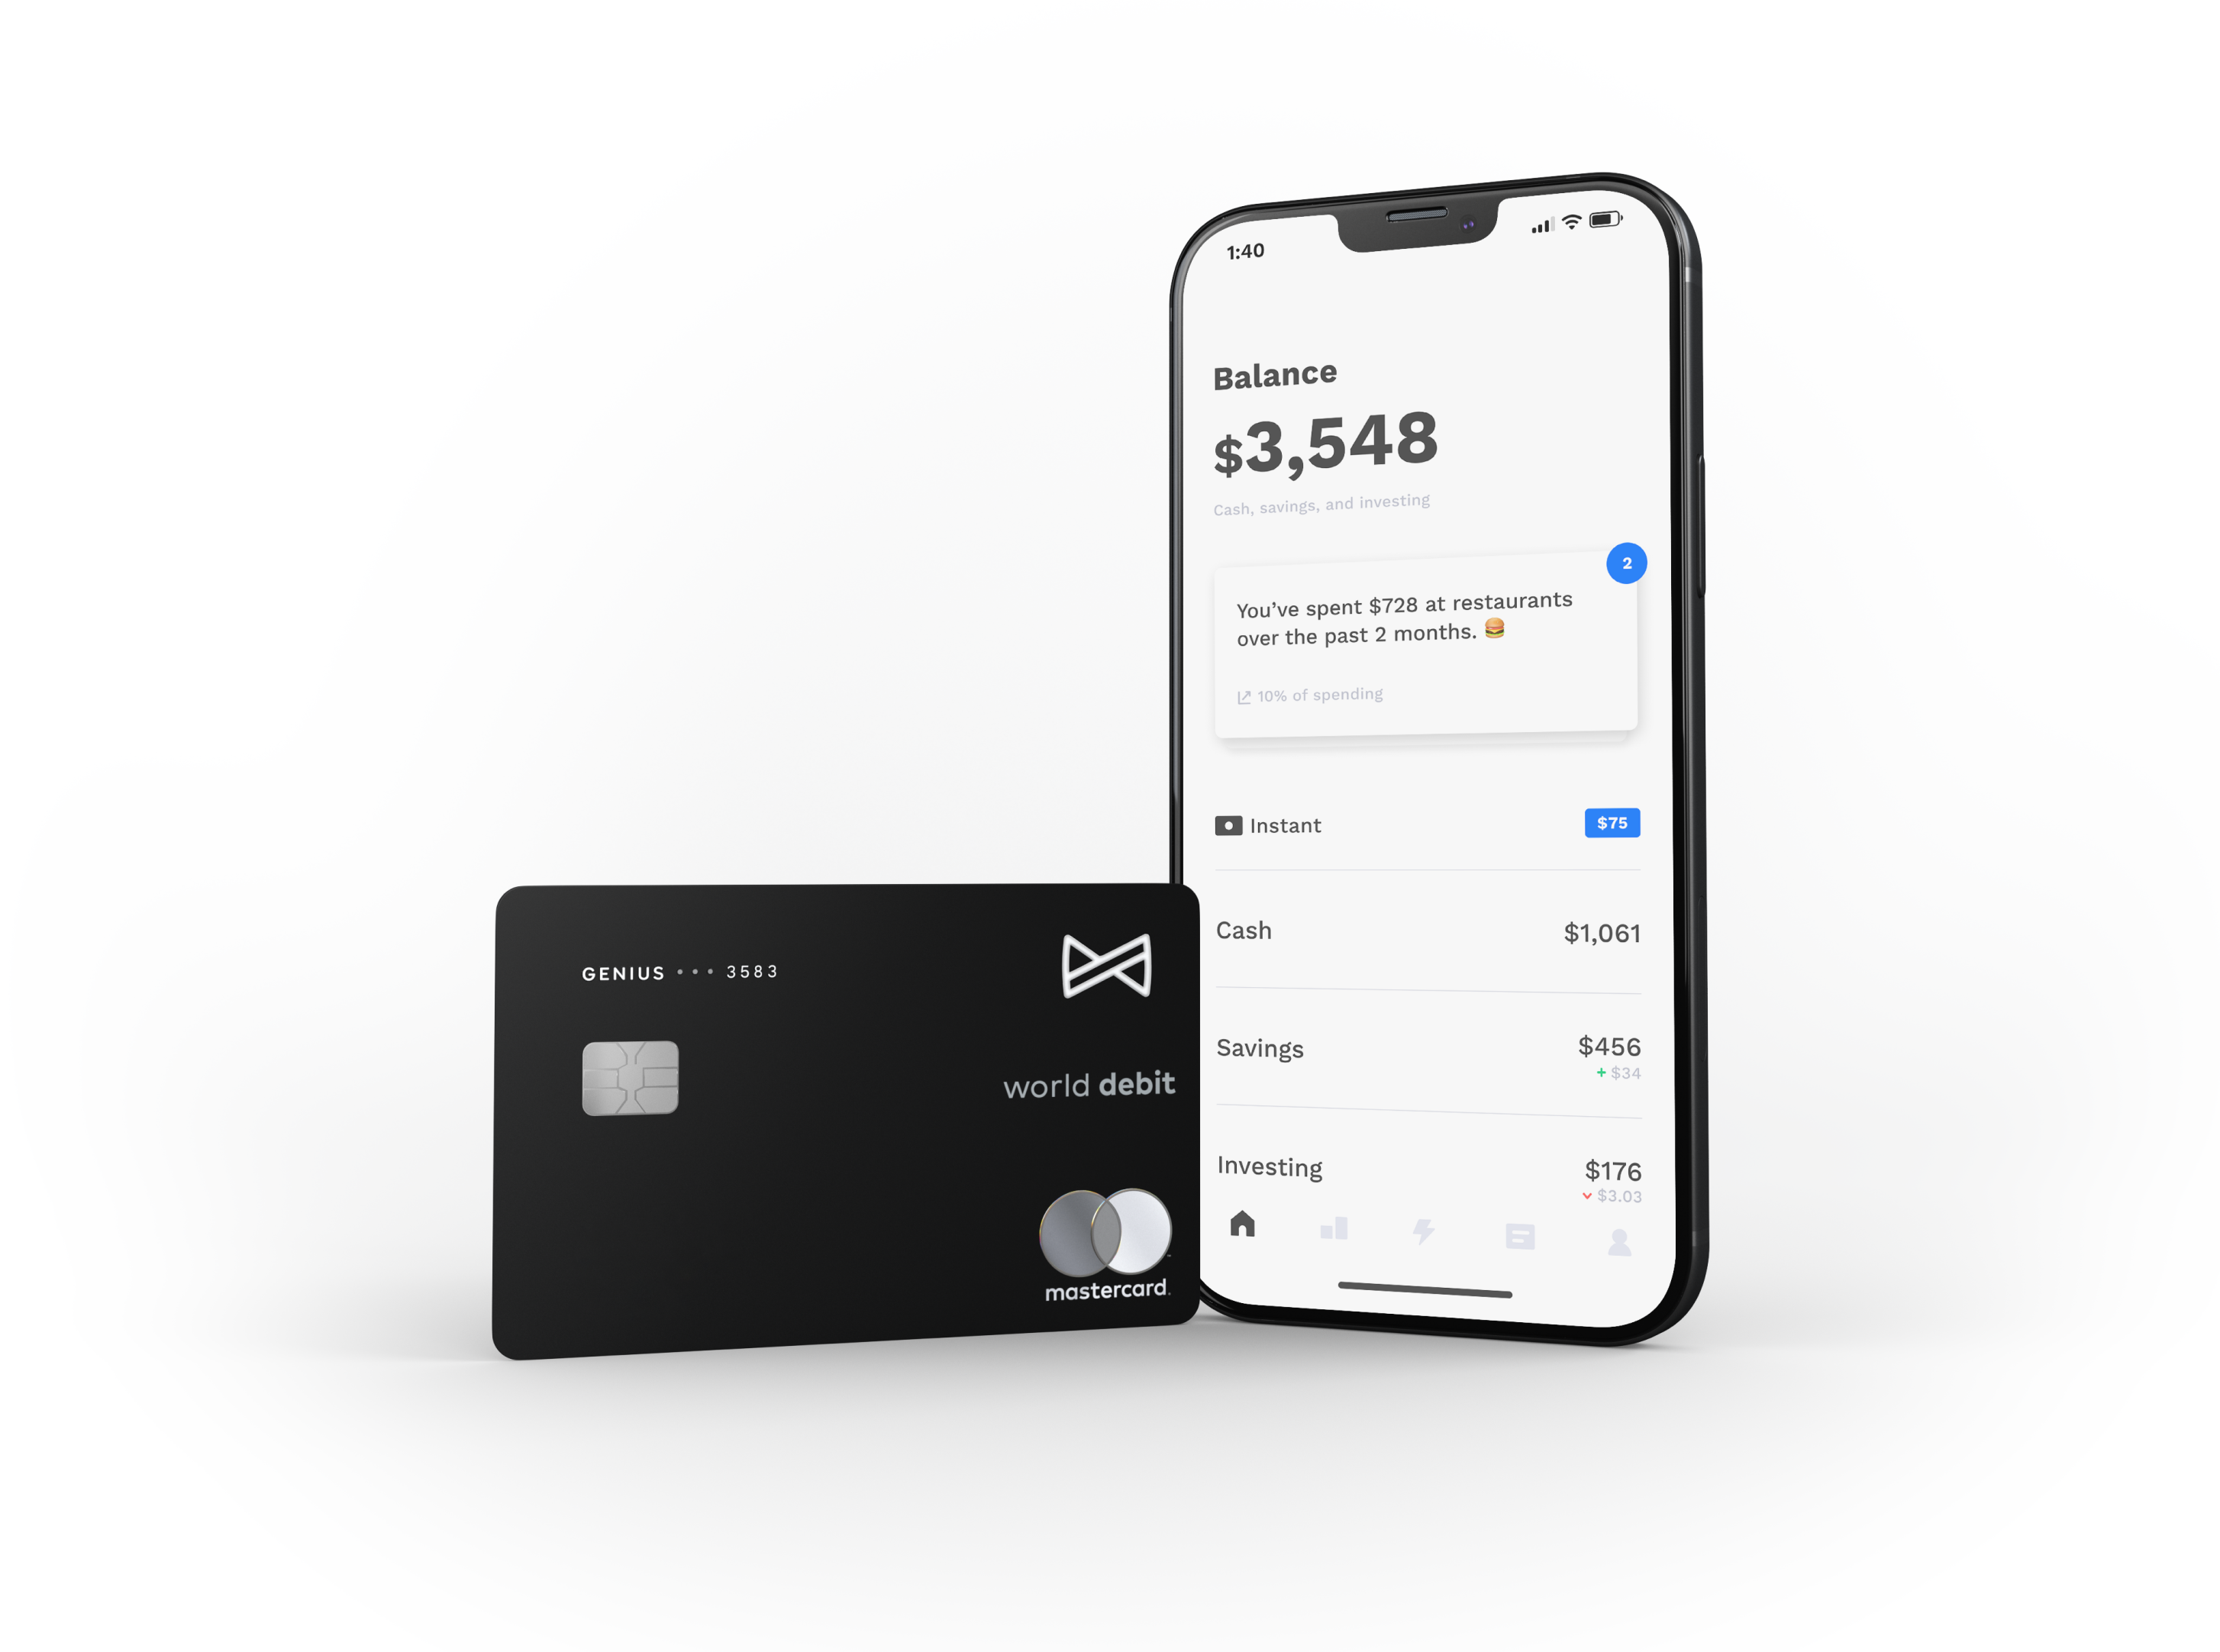 1:40
Balance
$3,548
Cash, savings, and investing
2
You’ve spent $728 at restaurants
over the past 2 months. 🍔
10% of spending
Instant
$75
Cash
$1,061
Savings
$456
+ $34
Investing
$176
$3.03
GENIUS • • • 3583
world debit
mastercard.